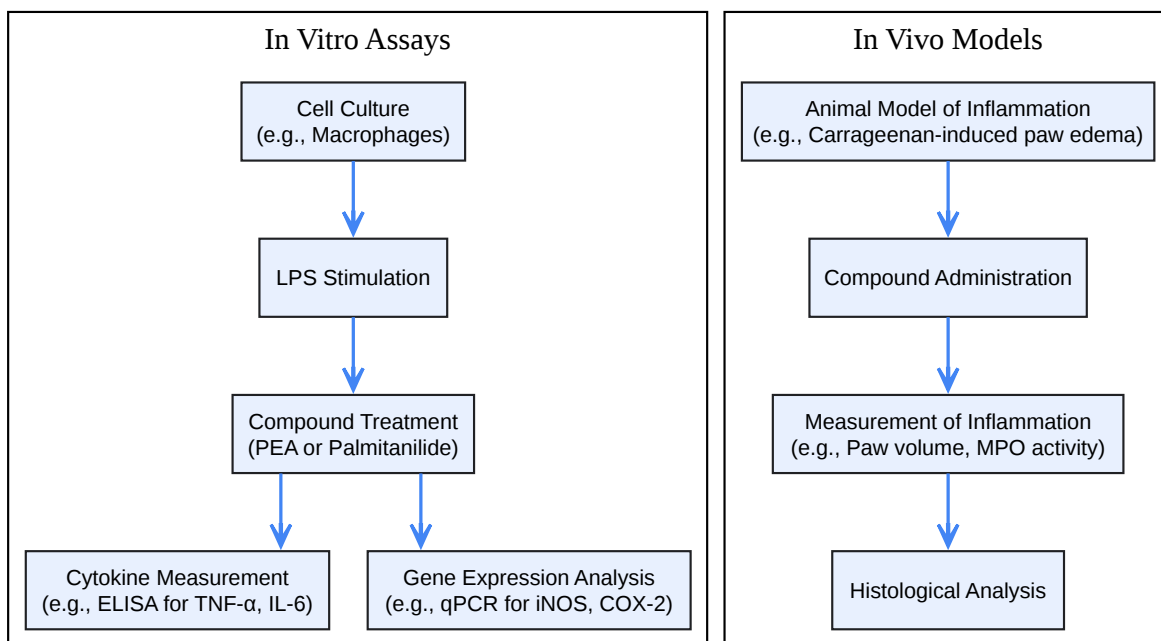 In Vitro Assays
Cell Culture
(e.g., Macrophages)
LPS Stimulation
Compound Treatment
(PEA or Palmitanilide)
Cytokine Measurement
(e.g., ELISA for TNF-α, IL-6)
Gene Expression Analysis
(e.g., qPCR for iNOS, COX-2)
In Vivo Models
Animal Model of Inflammation
(e.g., Carrageenan-induced paw edema)
Compound Administration
Measurement of Inflammation
(e.g., Paw volume, MPO activity)
Histological Analysis